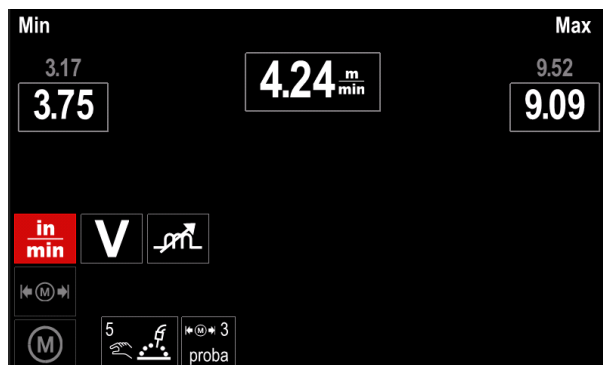 Min Max
3.17 9.52
3.75 4.24 m/min 9.09
in/min V
M
M 5 M 3
proba